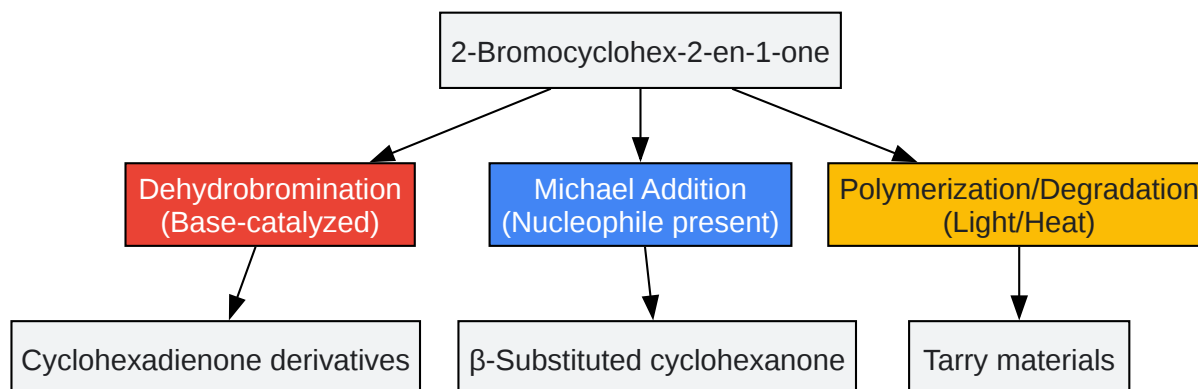 2-Bromocyclohex-2-en-1-one
Dehydrobromination
(Base-catalyzed)
Michael Addition
(Nucleophile present)
Polymerization/Degradation
(Light/Heat)
Cyclohexadienone derivatives
β-Substituted cyclohexanone
Tarry materials